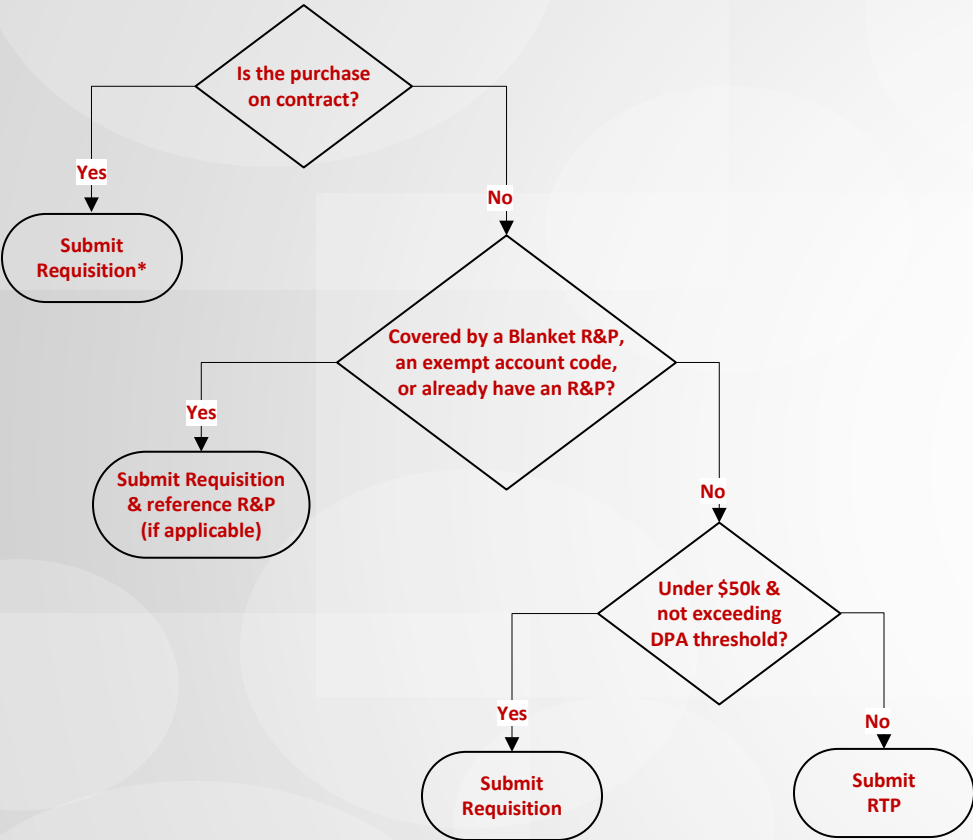 Is the purchase
on contract?
Yes
No
Submit
Requisition*
Covered by a Blanket R&P,
an exempt account code,
or already have an R&P?
Yes
Submit Requisition
& reference R&P
(if applicable)
No
Under $50k &
not exceeding
DPA threshold?
Yes
No
Submit
Requisition
Submit
RTP